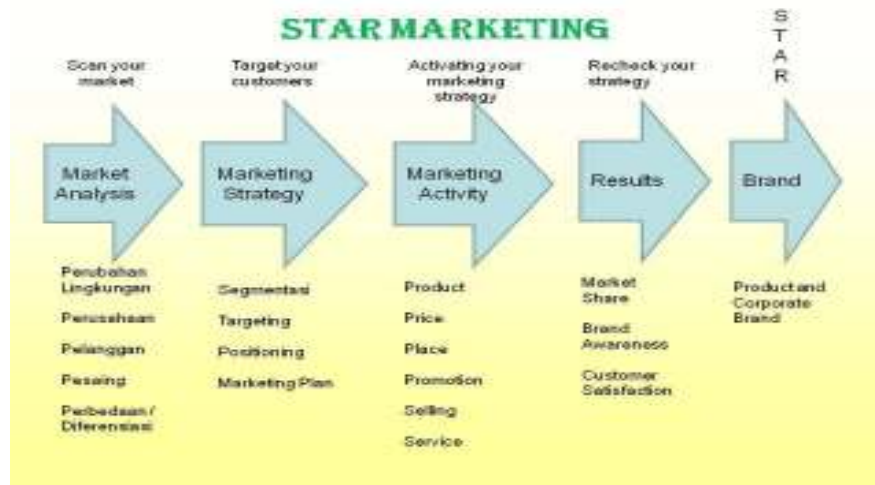 STAR MARKETING
S
T
A
R
Scan your
market
Target your
customers
Activating your
marketing
strategy
Recheck your
strategy
Market
Analysis
Marketing
Strategy
Marketing
Activity
Results
Brand
Perubahan
Lingkungan
Perusahaan
Pelanggan
Pesaing
Perbedaan /
Diferensiasi
Segmentasi
Targeting
Positioning
Marketing Plan
Product
Price
Place
Promotion
Selling
Service
Market
Share
Brand
Awareness
Customer
Satisfaction
Product and
Corporate
Brand